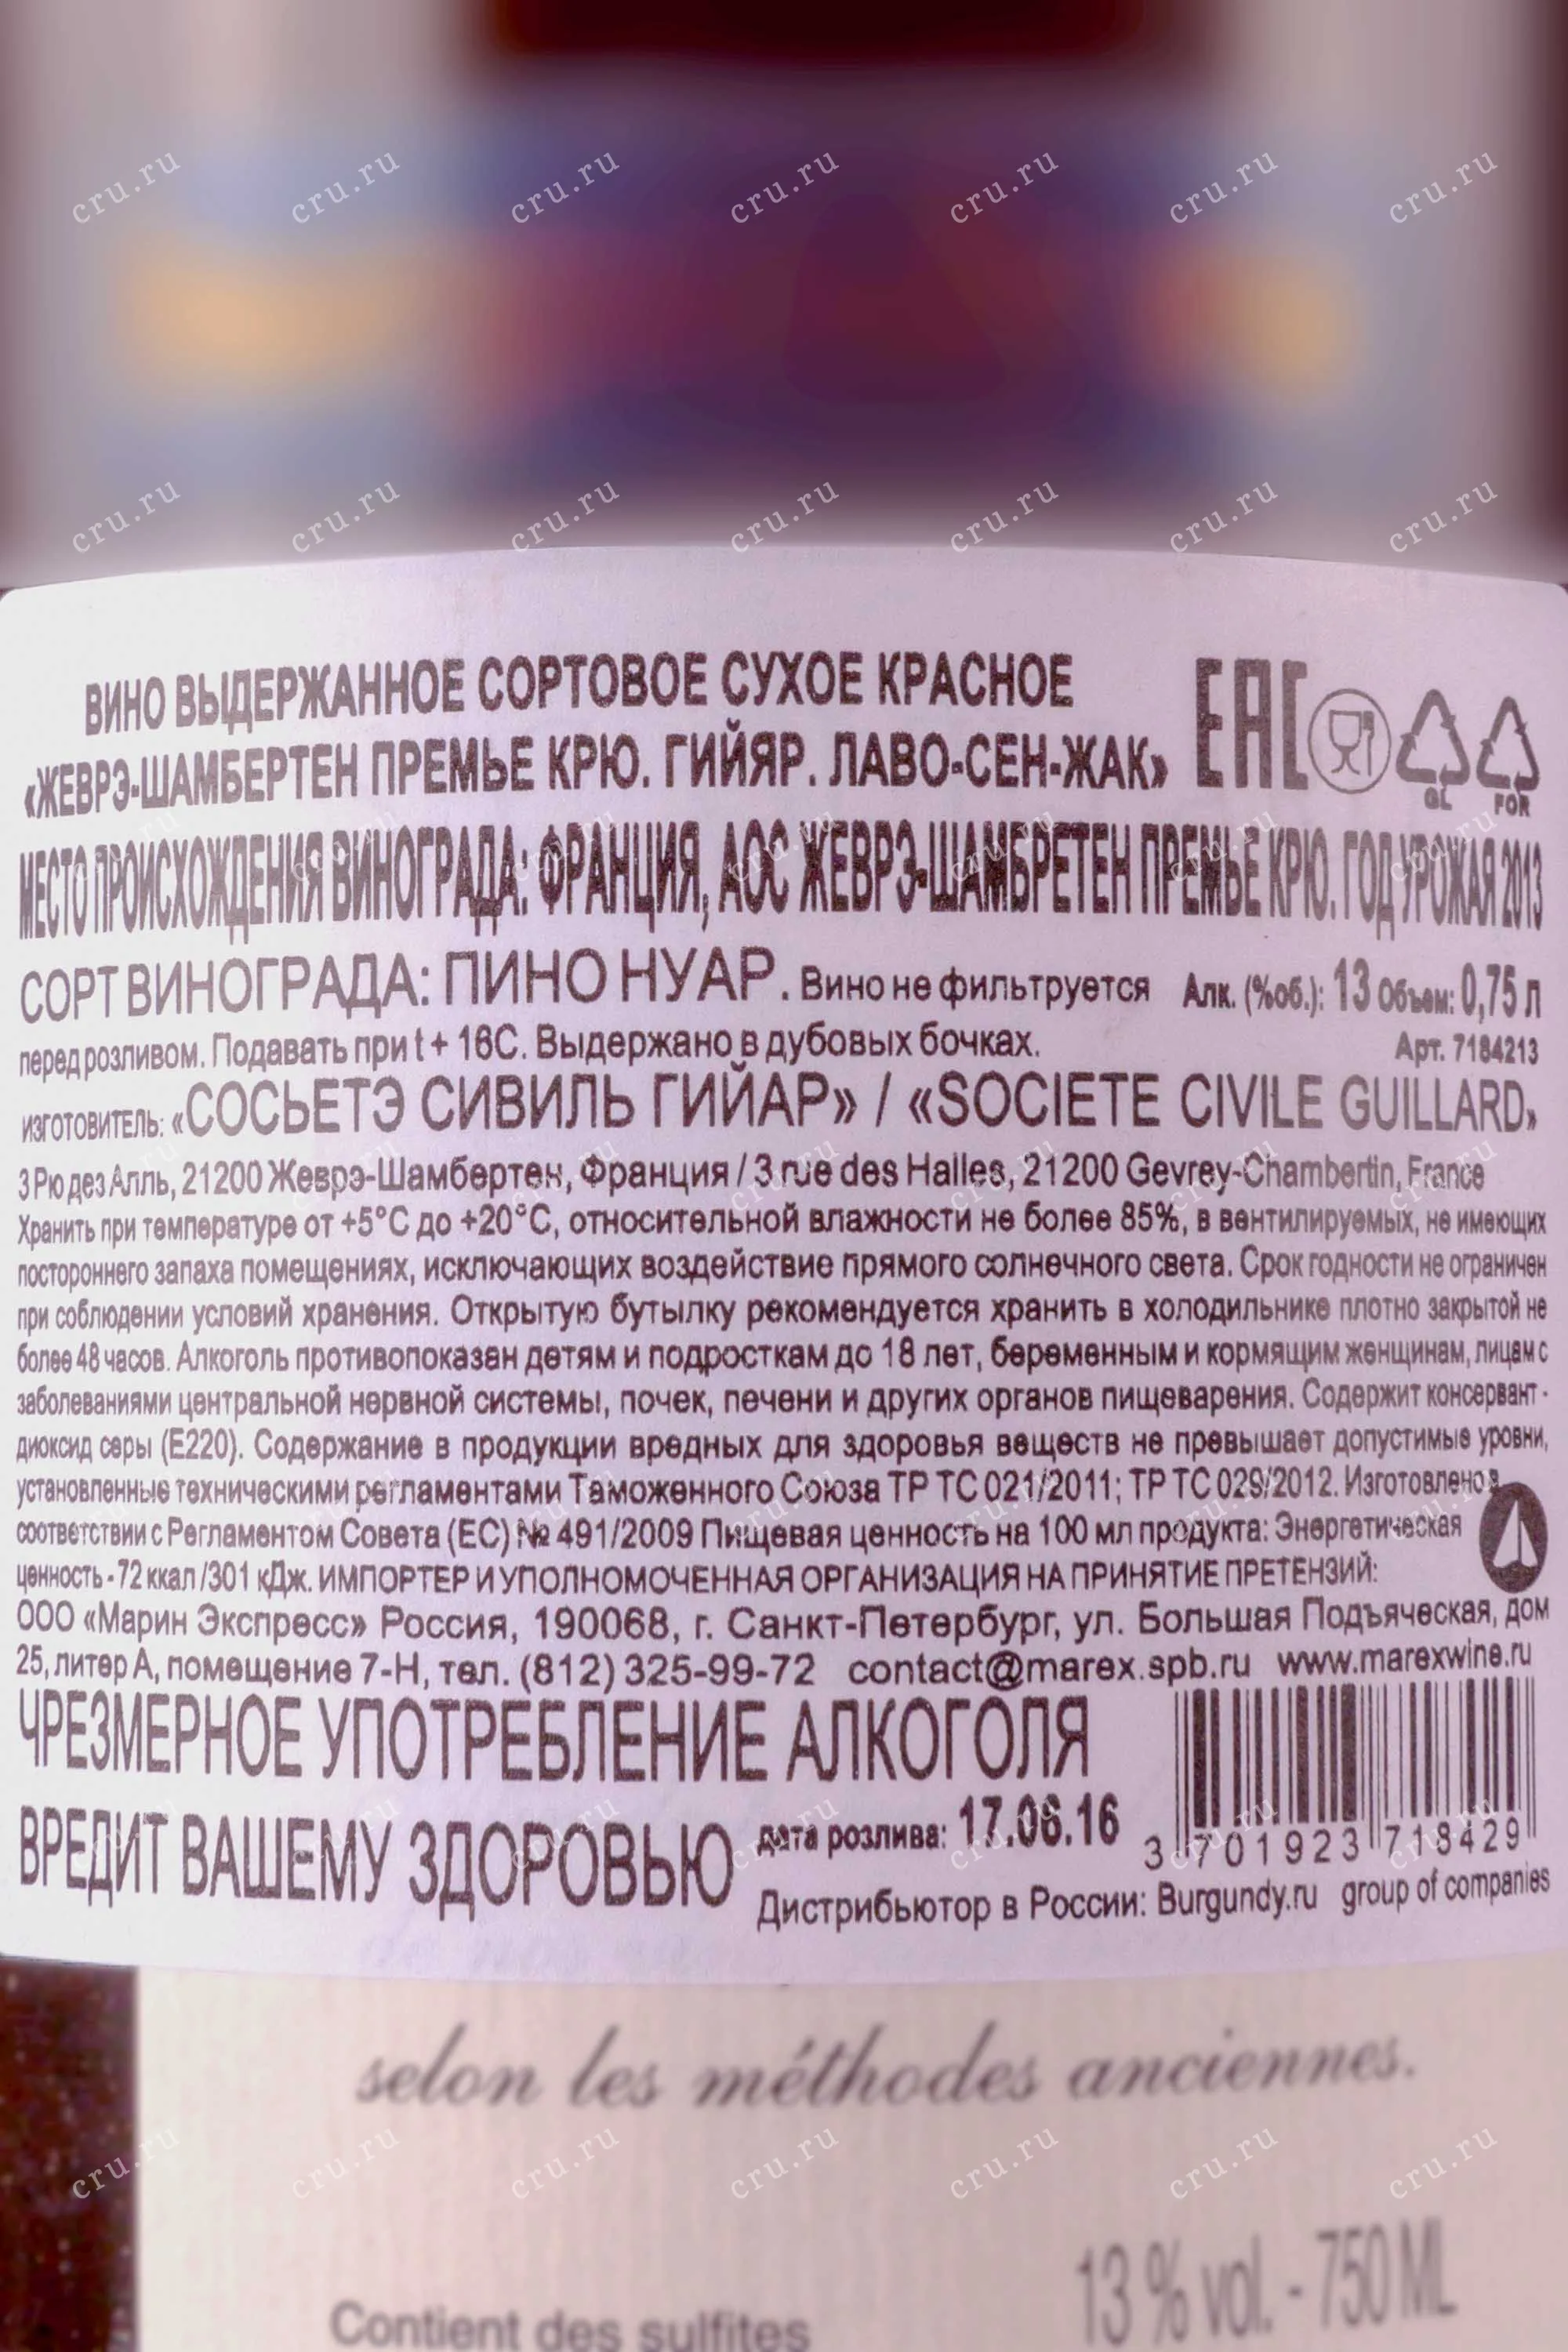 ВИНО ВЫДЕРЖАННОЕ СОРТОВОЕ СУХОЕ КРАСНОЕ
«ЖЕВРЭ-ШАМБЕРТЕН ПРЕМЬЕ КРЮ. ГИЙЯР. ЛАВО-СЕН-ЖАК»
EAC
GL FOR
МЕСТО ПРОИСХОЖДЕНИЯ ВИНОГРАДА: ФРАНЦИЯ, АОС ЖЕВРЭ-ШАМБРЕТЕН ПРЕМЬЕ КРЮ. ГОД УРОЖАЯ 2013
СОРТ ВИНОГРАДА: ПИНО НУАР. Вино не фильтруется Алк. (%об.): 13 Объем: 0,75 л
перед розливом. Подавать при t + 16С. Выдержано в дубовых бочках. Арт. 7184213
ИЗГОТОВИТЕЛЬ: «СОСЬЕТЭ СИВИЛЬ ГИЙАР» / «SOCIETE CIVILE GUILLARD»
3 Рю дез Алль, 21200 Жеврэ-Шамбертен, Франция / 3 rue des Halles, 21200 Gevrey-Chambertin, France
Хранить при температуре от +5°С до +20°С, относительной влажности не более 85%, в вентилируемых, не имеющих
постороннего запаха помещениях, исключающих воздействие прямого солнечного света. Срок годности не ограничен
при соблюдении условий хранения. Открытую бутылку рекомендуется хранить в холодильнике плотно закрытой не
более 48 часов. Алкоголь противопоказан детям и подросткам до 18 лет, беременным и кормящим женщинам, лицам с
заболеваниями центральной нервной системы, почек, печени и других органов пищеварения. Содержит консервант -
диоксид серы (Е220). Содержание в продукции вредных для здоровья веществ не превышает допустимые уровни,
установленные техническими регламентами Таможенного Союза ТР ТС 021/2011; ТР ТС 029/2012. Изготовлено в
соответствии с Регламентом Совета (ЕС) № 491/2009 Пищевая ценность на 100 мл продукта: Энергетическая
ценность - 72 ккал /301 кДж. ИМПОРТЕР И УПОЛНОМОЧЕННАЯ ОРГАНИЗАЦИЯ НА ПРИНЯТИЕ ПРЕТЕНЗИЙ:
ООО «Марин Экспресс» Россия, 190068, г. Санкт-Петербург, ул. Большая Подъяческая, дом
25, литер А, помещение 7-Н, тел. (812) 325-99-72 contact@marex.spb.ru www.marexwine.ru
ЧРЕЗМЕРНОЕ УПОТРЕБЛЕНИЕ АЛКОГОЛЯ
ВРЕДИТ ВАШЕМУ ЗДОРОВЬЮ
дата розлива: 17.06.16
3 701923 718429
Дистрибьютор в России: Burgundy.ru group of companies
selon les méthodes anciennes.
13 % vol. - 750 ML
Contient des sulfites